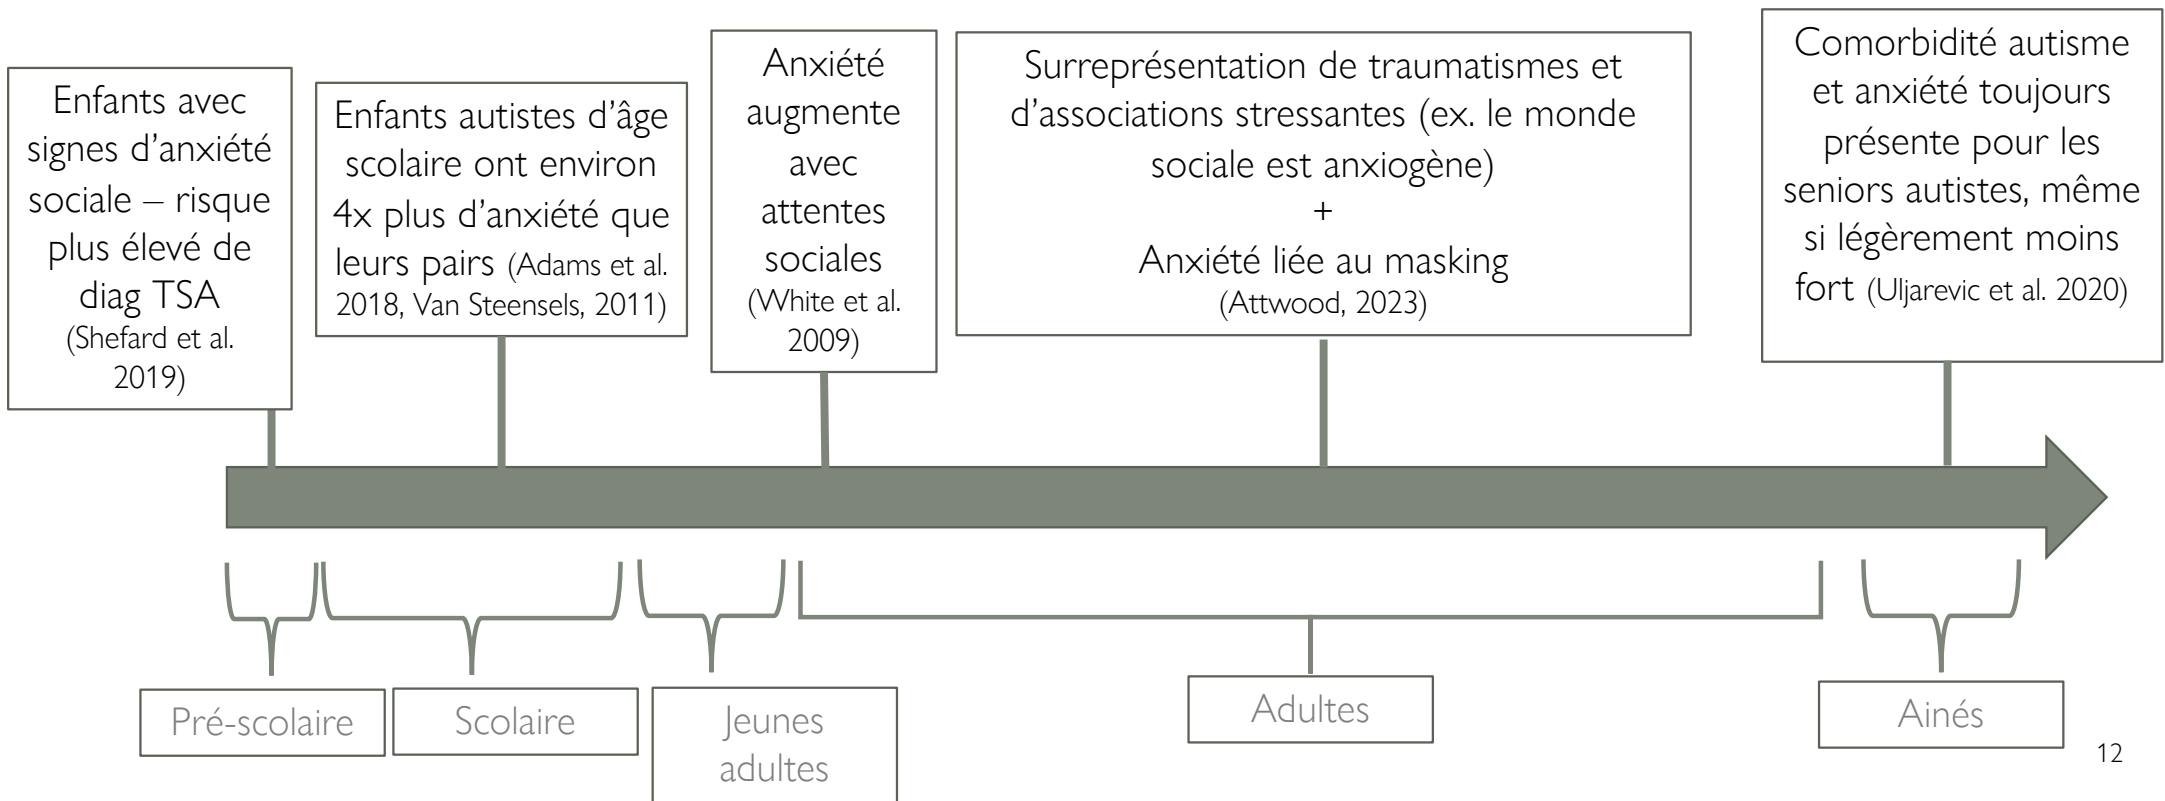 Enfants avec
signes d'anxiété
sociale – risque
plus élevé de
diag TSA
(Shefard et al.
2019)
Enfants autistes d'âge
scolaire ont environ
4x plus d'anxiété que
leurs pairs (Adams et al.
2018, Van Steensels, 2011)
Anxiété
augmente
avec
attentes
sociales
(White et al.
2009)
Surreprésentation de traumatismes et
d'associations stressantes (ex. le monde
sociale est anxiogène)
+
Anxiété liée au masking
(Attwood, 2023)
Comorbidité autisme
et anxiété toujours
présente pour les
seniors autistes, même
si légèrement moins
fort (Uljarevic et al. 2020)
Pré-scolaire
Scolaire
Jeunes
adultes
Adultes
Ainés
12